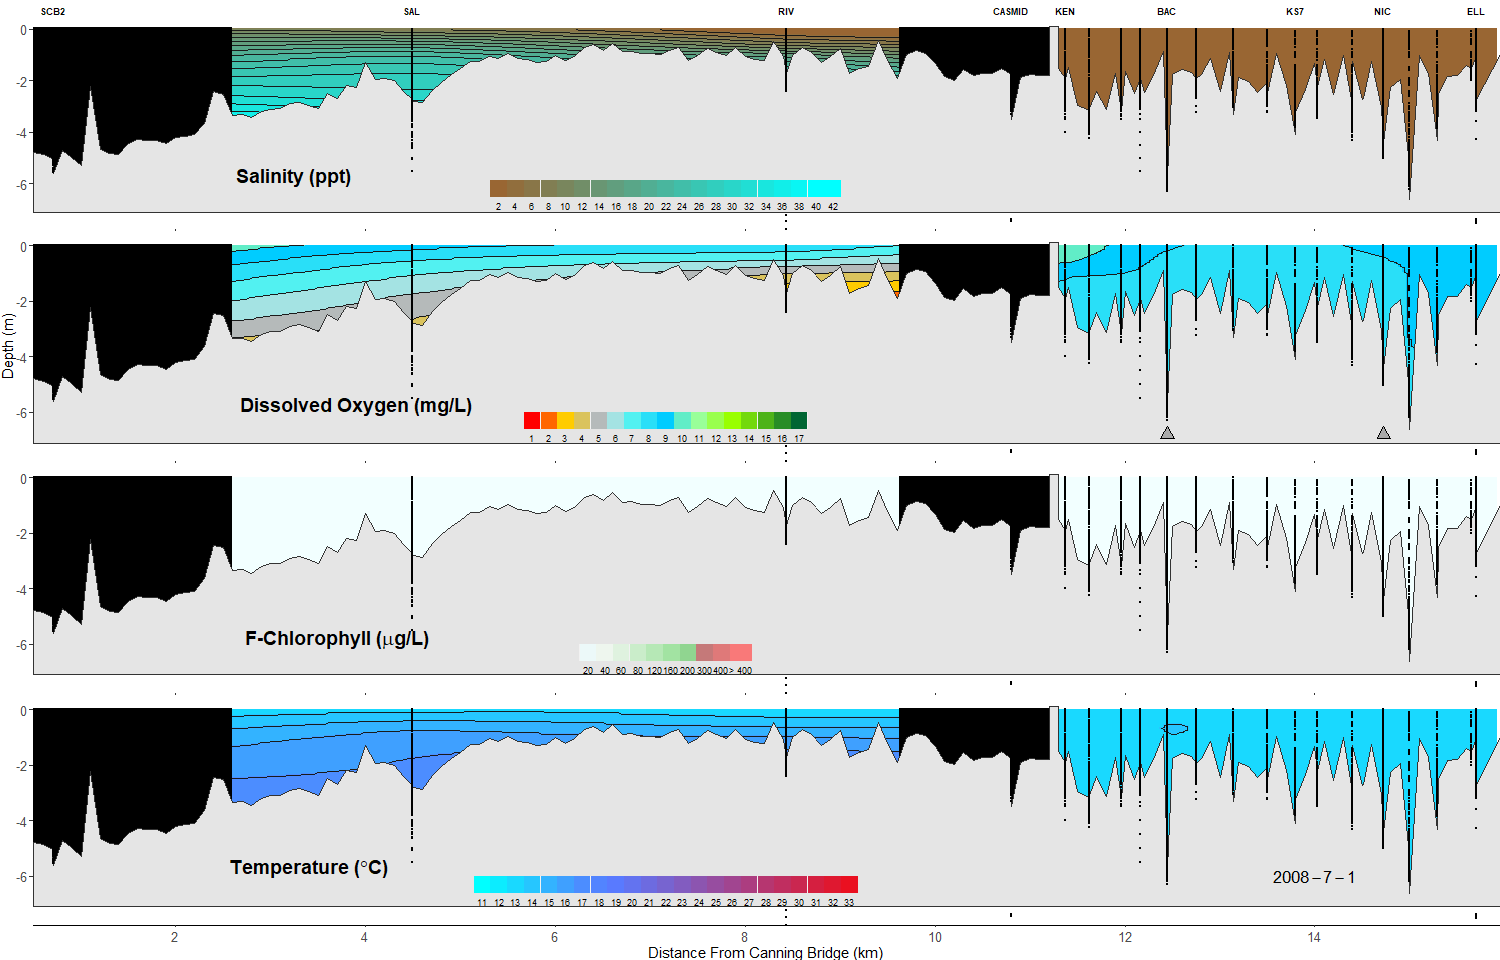 SCB2 SAL RIV CASMID KEN BAC KS7 NIC ELL
0
-2
-4
-6
Salinity (ppt)
2 4 6 8 10 12 14 16 18 20 22 24 26 28 30 32 34 36 38 40 42
0
-2
-4
-6
Depth (m)
Dissolved Oxygen (mg/L)
1 2 3 4 5 6 7 8 9 10 11 12 13 14 15 16 17
0
-2
-4
-6
F-Chlorophyll (µg/L)
20 40 60 80 120 160 200 300 400 > 400
0
-2
-4
-6
Temperature (°C)
11 12 13 14 15 16 17 18 19 20 21 22 23 24 25 26 27 28 29 30 31 32 33
2008 – 7 – 1
2 4 6 8 10 12 14
Distance From Canning Bridge (km)